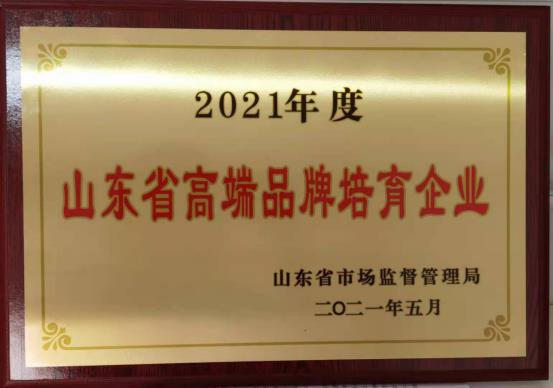 2021年度
山东省高端品牌培育企业
山东省市场监督管理局
二〇二一年五月